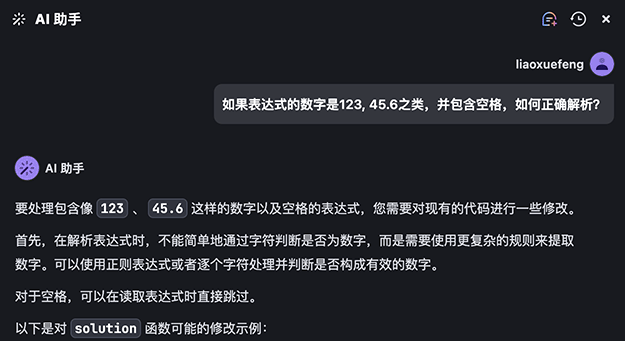 AI 助手
liaoxuefeng
如果表达式的数字是123, 45.6之类，并包含空格，如何正确解析?
AI 助手
要处理包含像 123 、 45.6 这样的数字以及空格的表达式，您需要对现有的代码进行一些修改。
首先，在解析表达式时，不能简单地通过字符判断是否为数字，而是需要使用更复杂的规则来提取
数字。可以使用正则表达式或者逐个字符处理并判断是否构成有效的数字。
对于空格，可以在读取表达式时直接跳过。
以下是对 solution 函数可能的修改示例：